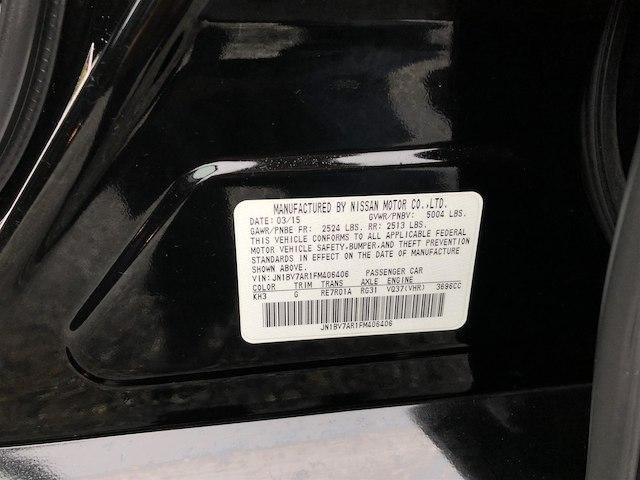 MANUFACTURED BY NISSAN MOTOR CO.,LTD.
DATE: 03/15 GVWR/PNBV: 5004 LBS.
GAWR/PNBE FR: 2524 LBS. RR: 2513 LBS.
THIS VEHICLE CONFORMS TO ALL APPLICABLE FEDERAL
MOTOR VEHICLE SAFETY,BUMPER,AND THEFT PREVENTION
STANDARDS IN EFFECT ON THE DATE OF MANUFACTURE
SHOWN ABOVE.
VIN: JN1BV7AR1FM406406 PASSENGER CAR
COLOR TRIM TRANS AXLE ENGINE
KH3 G RE7R01A RG31 VQ37(VHR) 3696CC
JN1BV7AR1FM406406